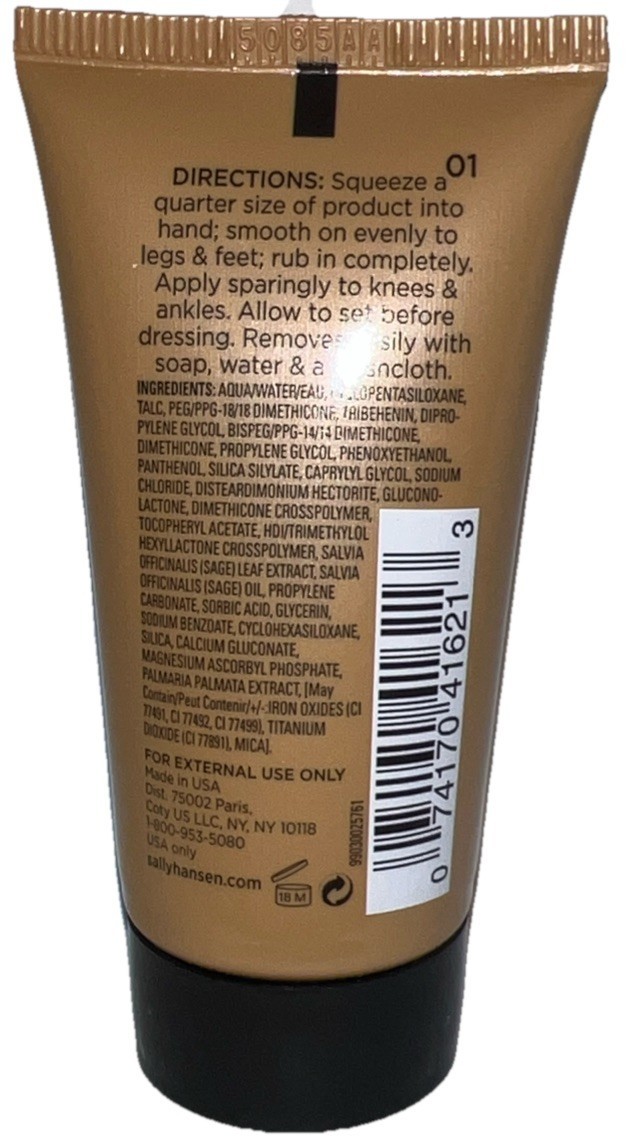 5085AA
01
DIRECTIONS: Squeeze a
quarter size of product into
hand; smooth on evenly to
legs & feet; rub in completely.
Apply sparingly to knees &
ankles. Allow to set before
dressing. Removes with
soap, water & a
INGREDIENTS: AQUA/WATER/EAU,
TALC, PEG/PPG-18/18 DIMETHICONE, TRIBEHENIN, DIPRO-
PYLENE GLYCOL, BISPEG/PPG-14/14 DIMETHICONE,
DIMETHICONE, PROPYLENE GLYCOL, PHENOXYETHANOL,
PANTHENOL, SILICA SILYLATE, CAPRYLYL GLYCOL, SODIUM
CHLORIDE, DISTEARDIMONIUM HECTORITE, GLUCONO-
LACTONE, DIMETHICONE CROSSPOLYMER,
TOCOPHERYL ACETATE, HDI/TRIMETHYLOL
HEXYLLACTONE CROSSPOLYMER, SALVIA
OFFICINALIS (SAGE) LEAF EXTRACT, SALVIA
OFFICINALIS (SAGE) OIL, PROPYLENE
CARBONATE, SORBIC ACID, GLYCERIN,
SODIUM BENZOATE, CYCLOHEXASILOXANE,
SILICA, CALCIUM GLUCONATE,
MAGNESIUM ASCORBYL PHOSPHATE,
PALMARIA PALMATA EXTRACT, [May
Contain/Peut Contenir/+/-:IRON OXIDES (CI
77491, CI 77492, CI 77499), TITANIUM
DIOXIDE (CI 77891), MICA].
FOR EXTERNAL USE ONLY
Made in USA
Dist. 75002 Paris,
Coty US LLC, NY, NY 10118
1-800-953-5080
USA only
sallyhansen.com
18 M
99030025761
0 74170 41621 3